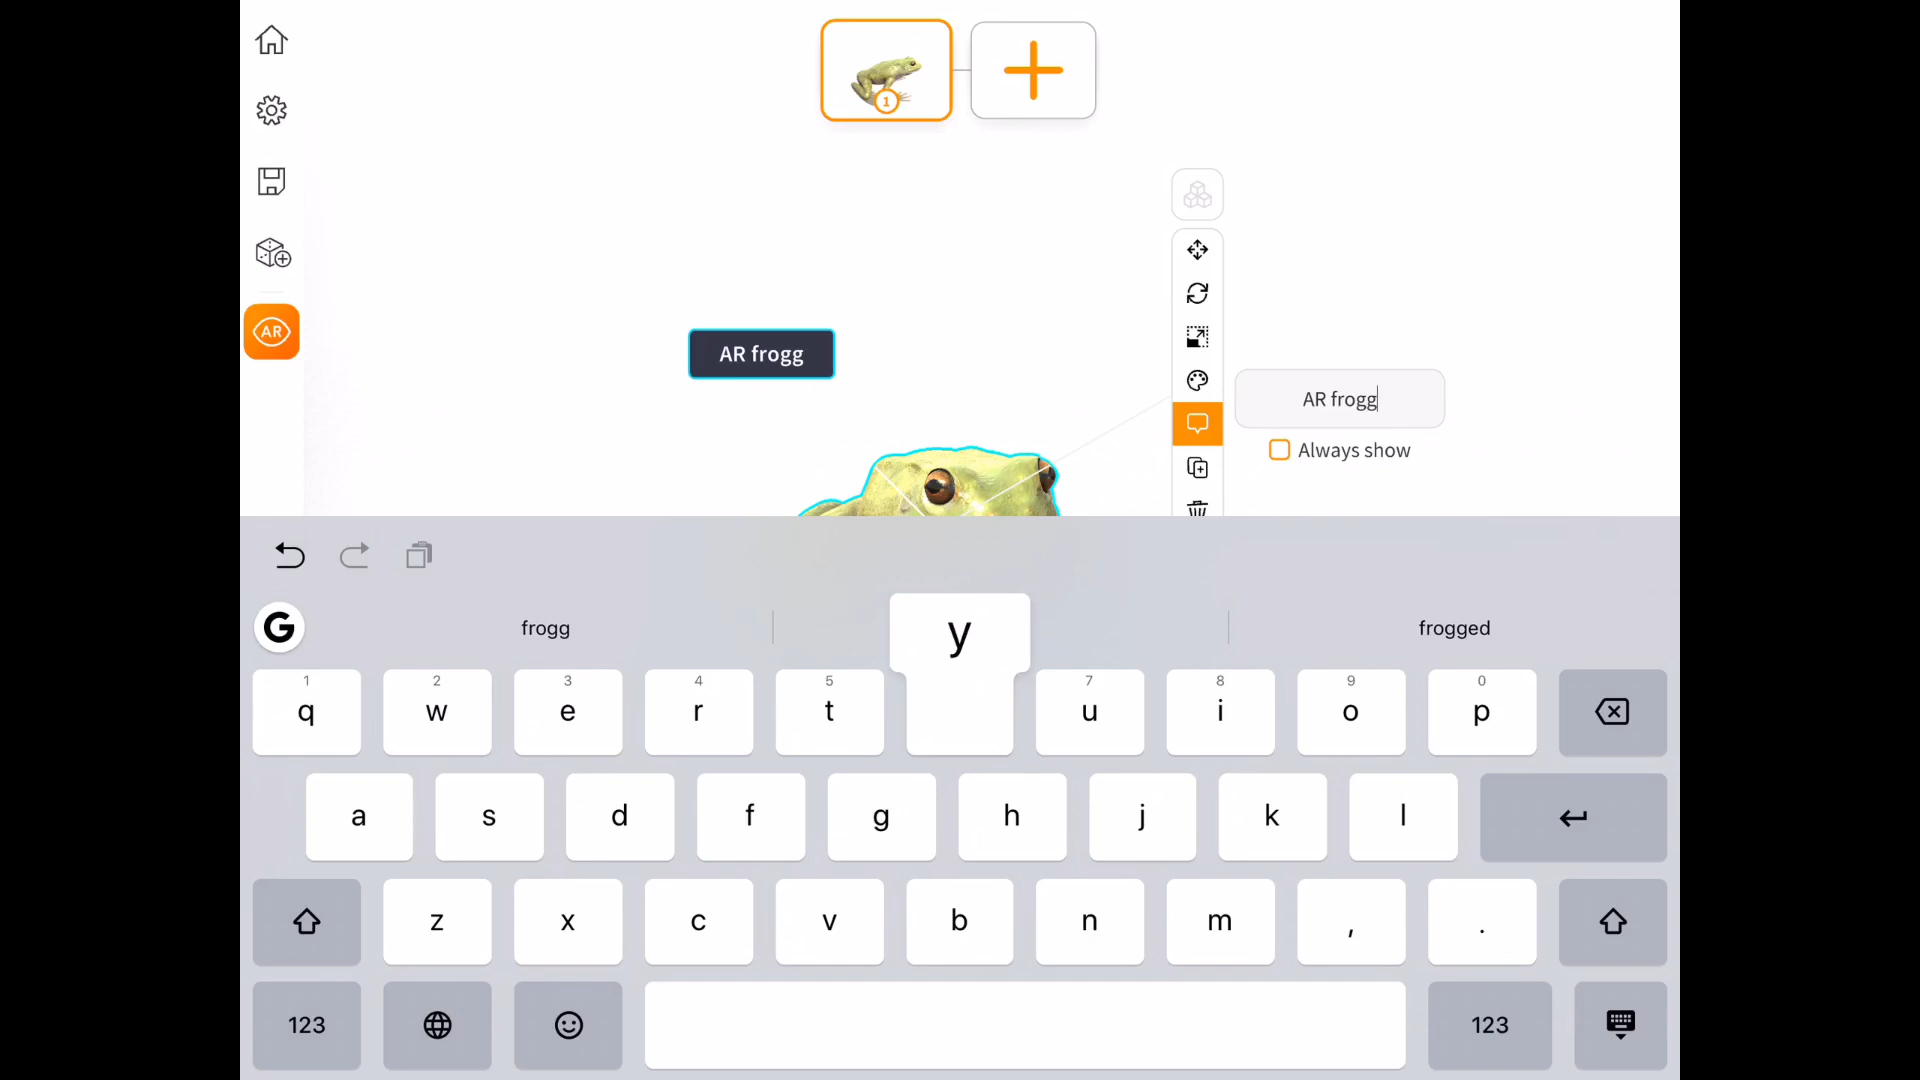 1
AR
AR frogg
AR frogg
Always show
G
frogg
y
frogged
1 2 3 4 5 7 8 9 0
q w e r t u i o p
a s d f g h j k l
z x c v b n m , .
123
123